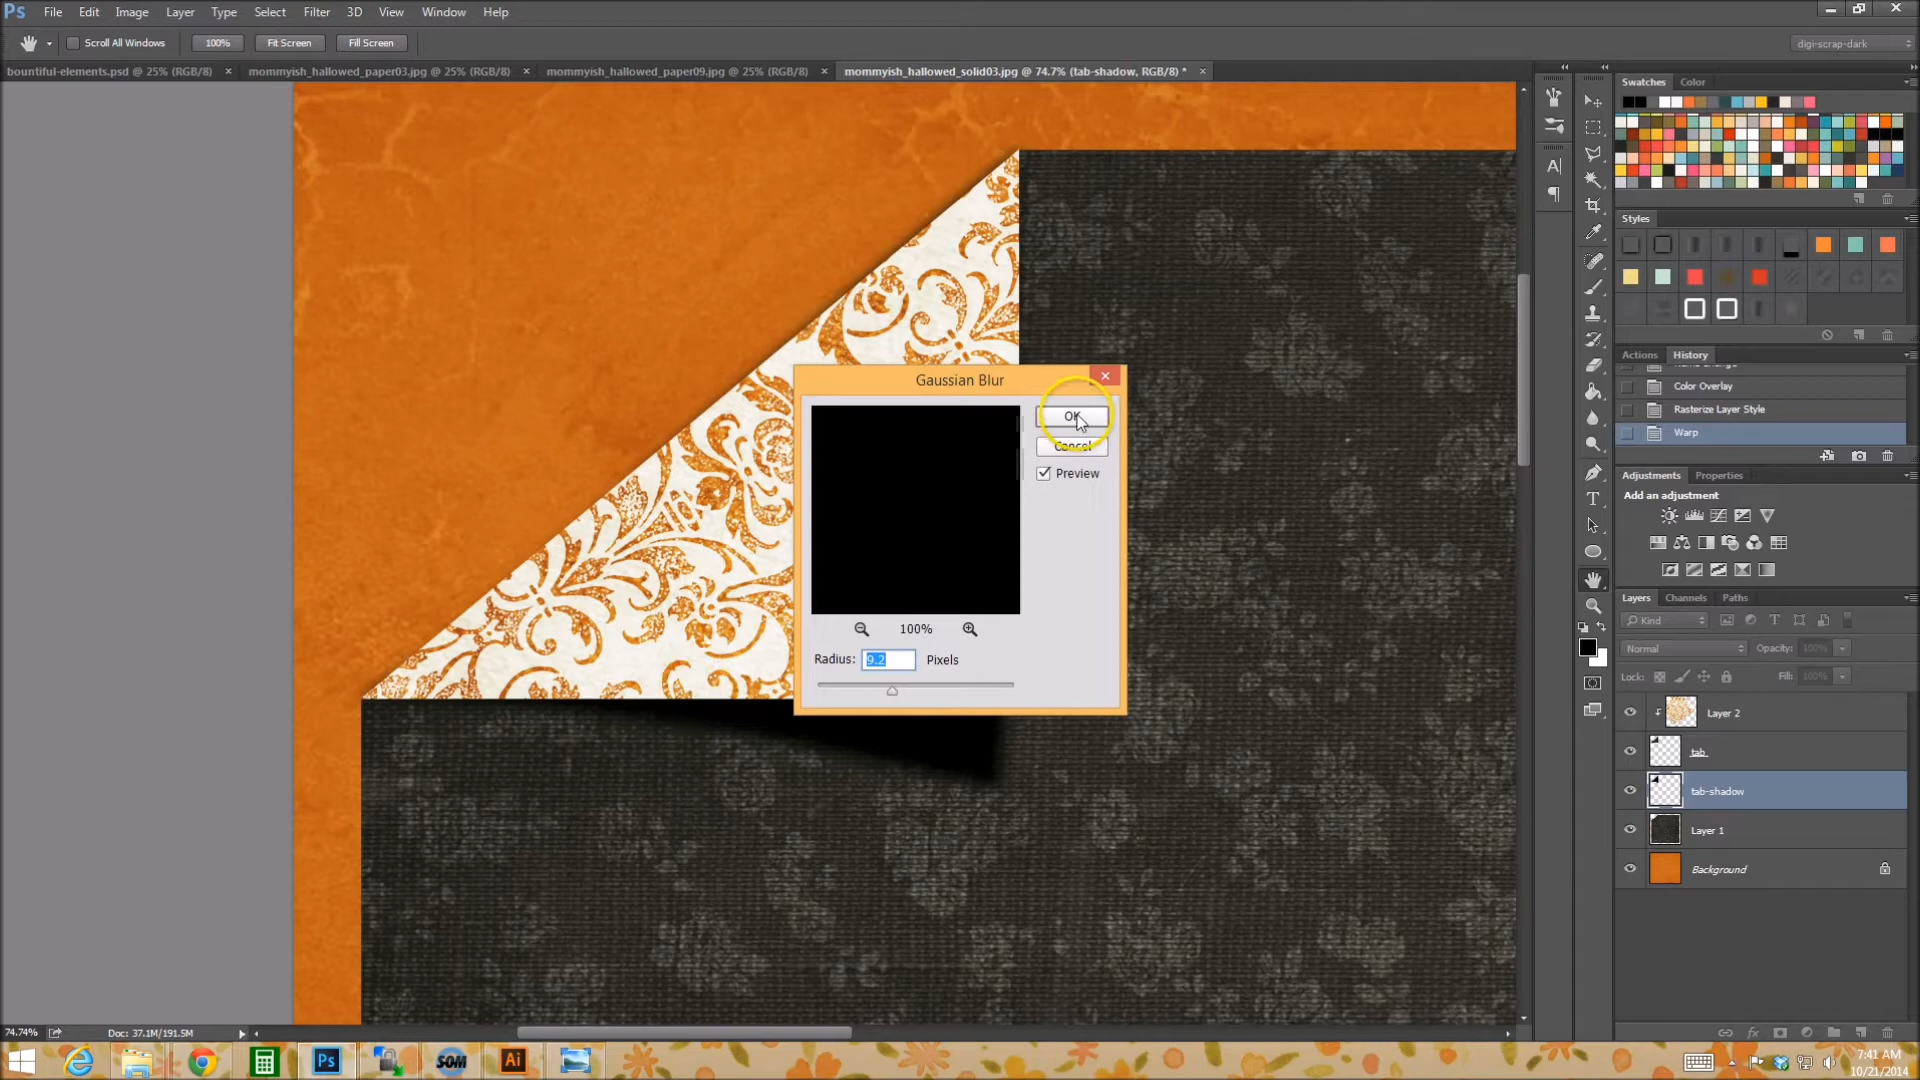 Ps File Edit Image Layer Type Select Filter 3D View Window Help
Scroll All Windows 100% Fit Screen Fill Screen digi-scrap-dark
bountiful-elements.psd @ 25% (RGB/8) mommyish_hallowed_paper03.jpg @ 25% (RGB/8) mommyish_hallowed_paper09.jpg @ 25% (RGB/8) mommyish_hallowed_solid03.jpg @ 74.7% (tab-shadow, RGB/8) *
Swatches Color
Styles
Actions History
Color Overlay
Rasterize Layer Style
Warp
Gaussian Blur
OK
Cancel
Preview
100%
Radius: 9.2 Pixels
Adjustments Properties
Add an adjustment
Layers Channels Paths
Kind
Normal Opacity: 100%
Lock: Fill: 100%
Layer 2
tab
tab-shadow
Layer 1
Background
74.74% Doc: 37.1M/191.5M
Ps SOM Ai
7:41 AM
10/21/2014